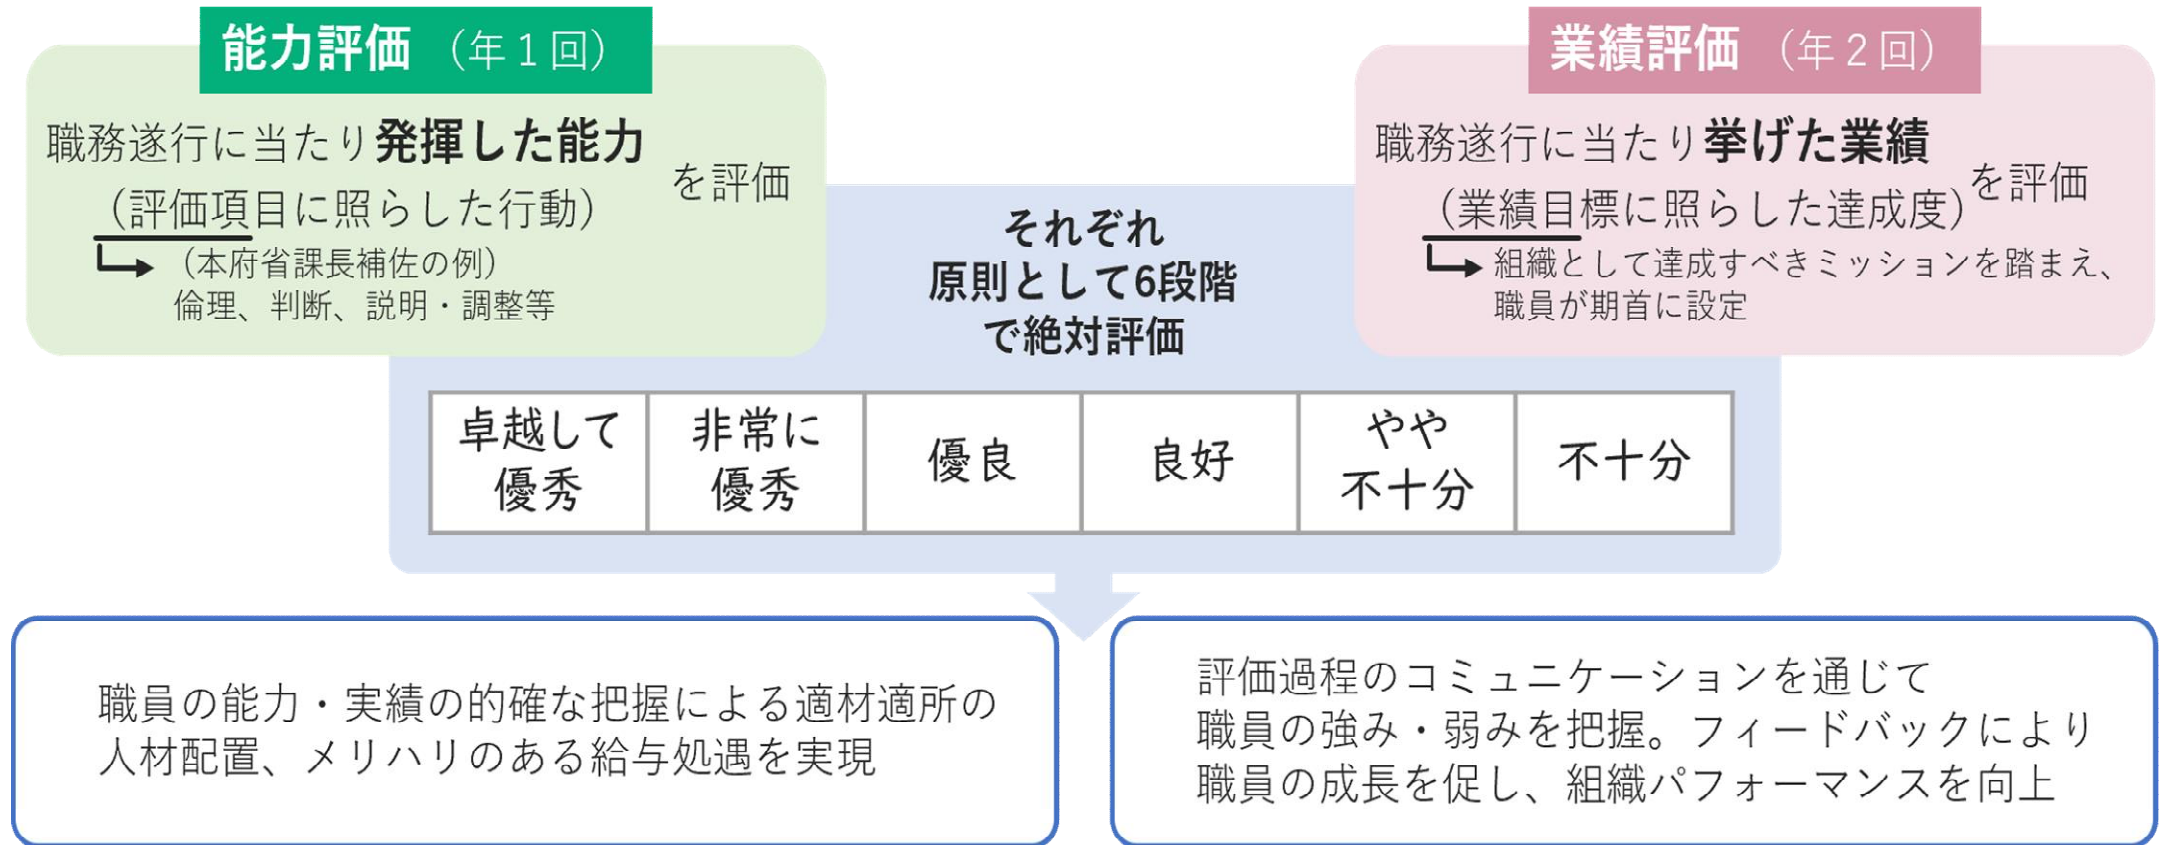 能力評価 （年１回）
職務遂行に当たり発揮した能力
（評価項目に照らした行動）
を評価
（本府省課長補佐の例）
倫理、判断、説明・調整等
業績評価 （年２回）
職務遂行に当たり挙げた業績
（業績目標に照らした達成度）
を評価
組織として達成すべきミッションを踏まえ、
職員が期首に設定
それぞれ
原則として6段階
で絶対評価
卓越して
優秀
非常に
優秀
優良
良好
やや
不十分
不十分
職員の能力・実績の的確な把握による適材適所の
人材配置、メリハリのある給与処遇を実現
評価過程のコミュニケーションを通じて
職員の強み・弱みを把握。フィードバックにより
職員の成長を促し、組織パフォーマンスを向上